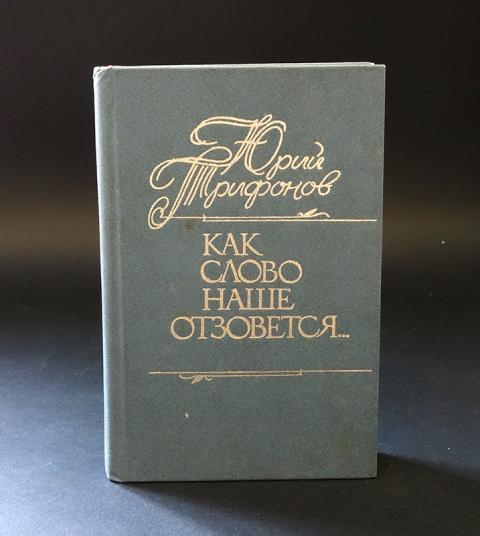 Юрий
Трифонов
КАК
СЛОВО
НАШЕ
ОТЗОВЕТСЯ...